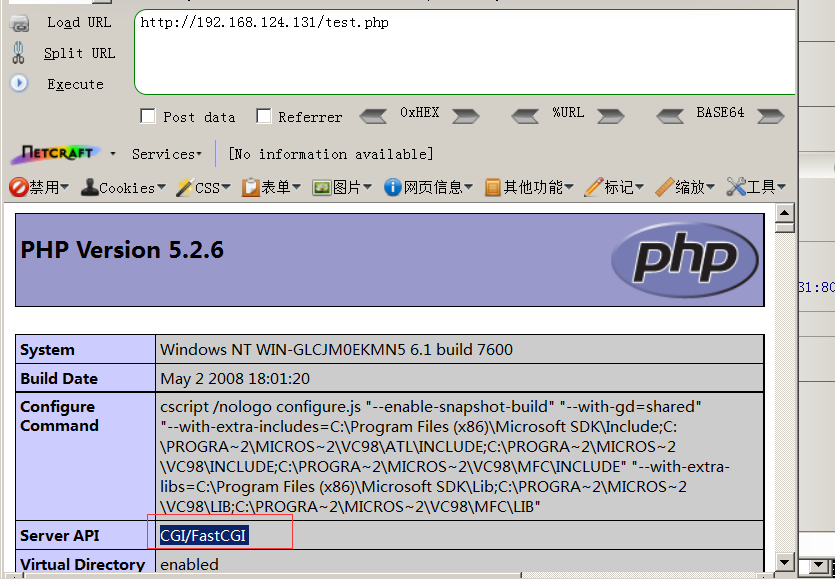 Load URL
http://192.168.124.131/test.php
Split URL
Execute
Post data
Referrer
0xHEX
%URL
BASE64
NETCRAFT
Services
[No information available]
禁用
Cookies
CSS
表单
图片
网页信息
其他功能
标记
缩放
工具
PHP Version 5.2.6
php
31:80
System
Windows NT WIN-GLCJM0EKMN5 6.1 build 7600
Build Date
May 2 2008 18:01:20
Configure
Command
cscript /nologo configure.js "--enable-snapshot-build" "--with-gd=shared"
"--with-extra-includes=C:\Program Files (x86)\Microsoft SDK\Include;C:
\PROGRA~2\MICROS~2\VC98\ATL\INCLUDE;C:\PROGRA~2\MICROS~2
\VC98\INCLUDE;C:\PROGRA~2\MICROS~2\VC98\MFC\INCLUDE" "--with-extra-
libs=C:\Program Files (x86)\Microsoft SDK\Lib;C:\PROGRA~2\MICROS~2
\VC98\LIB;C:\PROGRA~2\MICROS~2\VC98\MFC\LIB"
Server API
CGI/FastCGI
Virtual Directory
enabled